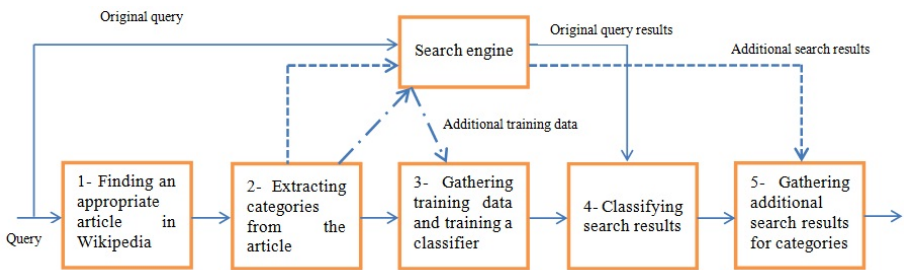 Original query
Search engine
Original query results
Additional search results
Additional training data
1- Finding an
appropriate
article in
Wikipedia
2- Extracting
categories
from the
article
3- Gathering
training data
and training a
classifier
4- Classifying
search results
5- Gathering
additional
search results
for categories
Query